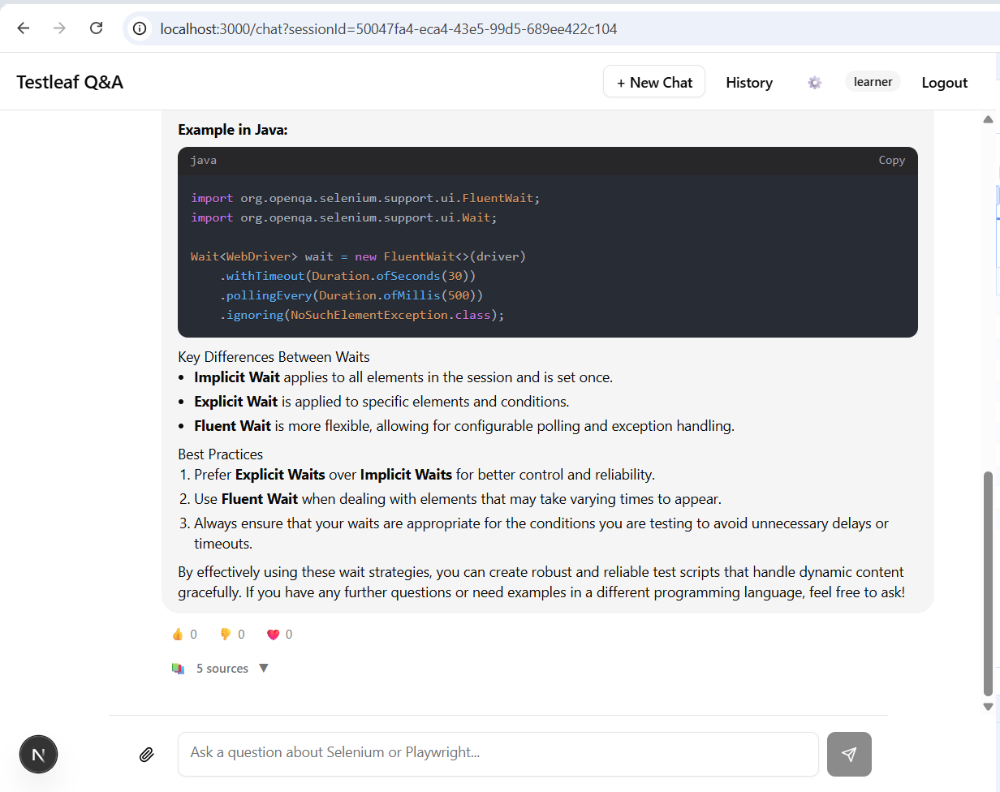 localhost:3000/chat?sessionId=50047fa4-eca4-43e5-99d5-689ee422c104
Testleaf Q&A
+ New Chat
History
learner
Logout
Example in Java:
java
Copy
import org.openqa.selenium.support.ui.FluentWait;
import org.openqa.selenium.support.ui.Wait;
Wait<WebDriver> wait = new FluentWait<>(driver)
    .withTimeout(Duration.ofSeconds(30))
    .pollingEvery(Duration.ofMillis(500))
    .ignoring(NoSuchElementException.class);
Key Differences Between Waits
• Implicit Wait applies to all elements in the session and is set once.
• Explicit Wait is applied to specific elements and conditions.
• Fluent Wait is more flexible, allowing for configurable polling and exception handling.
Best Practices
1. Prefer Explicit Waits over Implicit Waits for better control and reliability.
2. Use Fluent Wait when dealing with elements that may take varying times to appear.
3. Always ensure that your waits are appropriate for the conditions you are testing to avoid unnecessary delays or
timeouts.
By effectively using these wait strategies, you can create robust and reliable test scripts that handle dynamic content
gracefully. If you have any further questions or need examples in a different programming language, feel free to ask!
👍 0 👎 0 ❤️ 0
5 sources ▼
N
Ask a question about Selenium or Playwright...